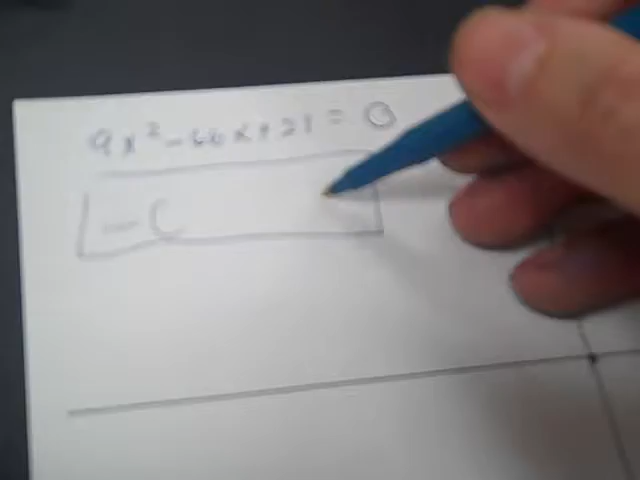 9x² - 66x + 21 = 0
- (